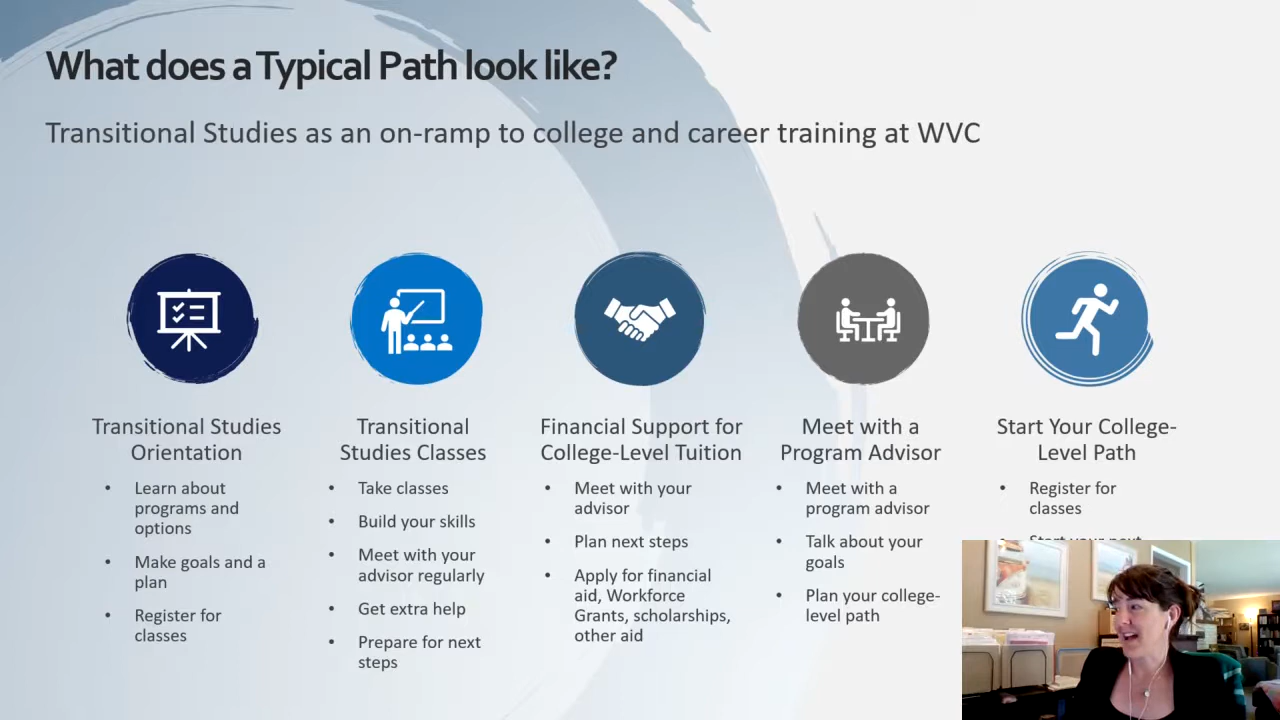 What does a Typical Path look like?
Transitional Studies as an on-ramp to college and career training at WVC
Transitional Studies
Orientation
• Learn about
programs and
options
• Make goals and a
plan
• Register for
classes
Transitional
Studies Classes
• Take classes
• Build your skills
• Meet with your
advisor regularly
• Get extra help
• Prepare for next
steps
Financial Support for
College-Level Tuition
• Meet with your
advisor
• Plan next steps
• Apply for financial
aid, Workforce
Grants, scholarships,
other aid
Meet with a
Program Advisor
• Meet with a
program advisor
• Talk about your
goals
• Plan your college-
level path
Start Your College-
Level Path
• Register for
classes
• Start your next